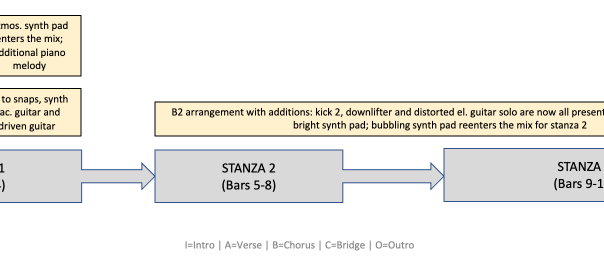 tmos. synth pad
enters the mix;
dditional piano
melody
to snaps, synth
ac. guitar and
driven guitar
B2 arrangement with additions: kick 2, downlifter and distorted el. guitar solo are now all present
bright synth pad; bubbling synth pad reenters the mix for stanza 2
1
)
STANZA 2
(Bars 5-8)
STANZA
(Bars 9-1
I=Intro | A=Verse | B=Chorus | C=Bridge | O=Outro